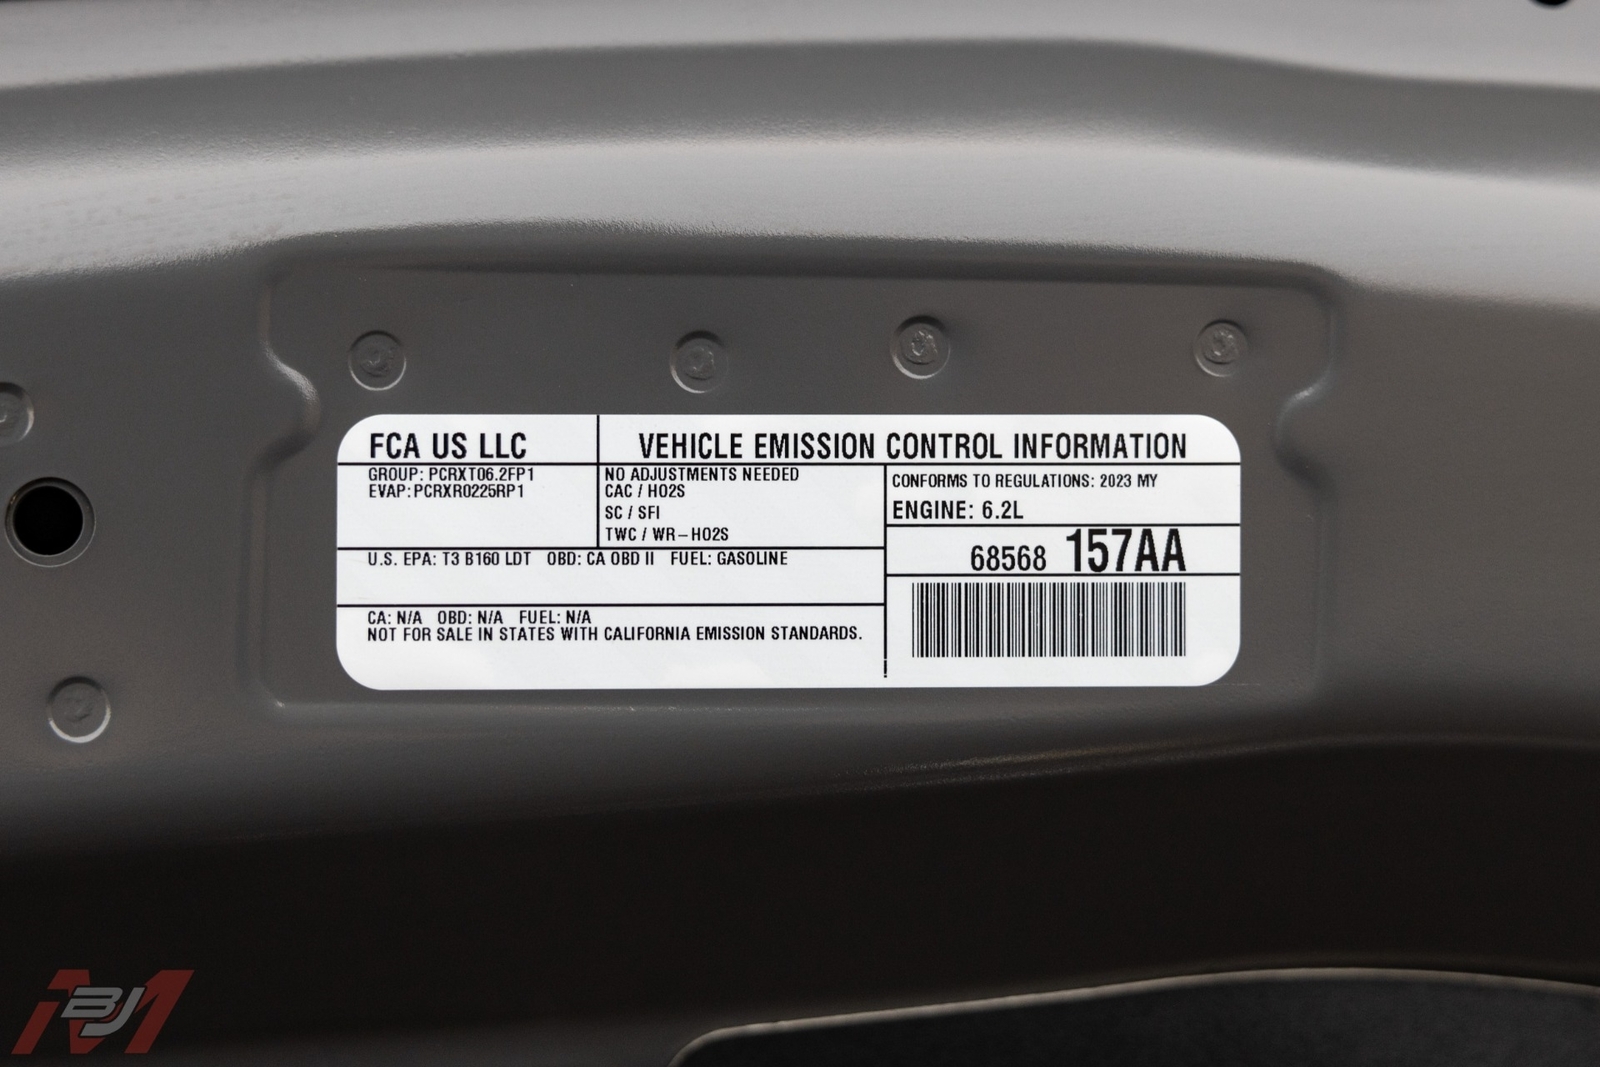 FCA US LLC
VEHICLE EMISSION CONTROL INFORMATION
GROUP: PCRXT06.2FP1
EVAP: PCRXR0225RP1
NO ADJUSTMENTS NEEDED
CAC / HO2S
SC / SFI
TWC / WR-HO2S
CONFORMS TO REGULATIONS: 2023 MY
ENGINE: 6.2L
68568 157AA
U.S. EPA: T3 B160 LDT OBD: CA OBD II FUEL: GASOLINE
CA: N/A OBD: N/A FUEL: N/A
NOT FOR SALE IN STATES WITH CALIFORNIA EMISSION STANDARDS.
BJM